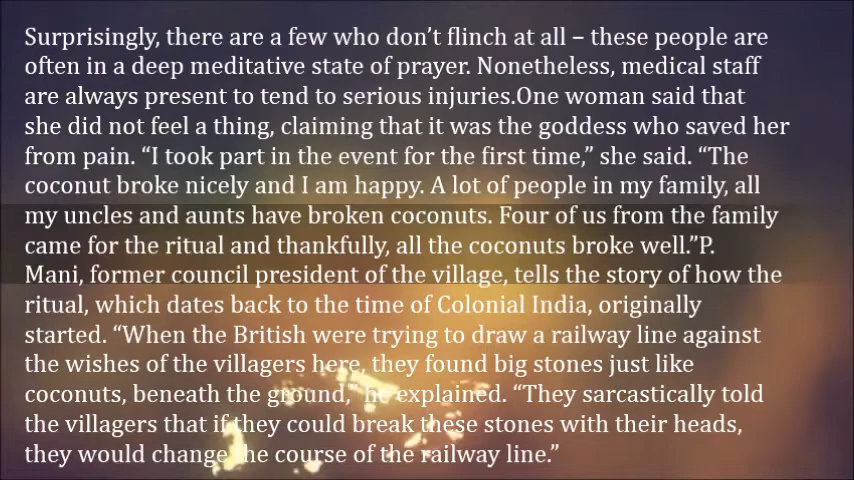 Surprisingly, there are a few who don’t flinch at all – these people are
often in a deep meditative state of prayer. Nonetheless, medical staff
are always present to tend to serious injuries.One woman said that
she did not feel a thing, claiming that it was the goddess who saved her
from pain. “I took part in the event for the first time,” she said. “The
coconut broke nicely and I am happy. A lot of people in my family, all
my uncles and aunts have broken coconuts. Four of us from the family
came for the ritual and thankfully, all the coconuts broke well.”P.
Mani, former council president of the village, tells the story of how the
ritual, which dates back to the time of Colonial India, originally
started. “When the British were trying to draw a railway line against
the wishes of the villagers here, they found big stones just like
coconuts, beneath the ground,” he explained. “They sarcastically told
the villagers that if they could break these stones with their heads,
they would change the course of the railway line.”